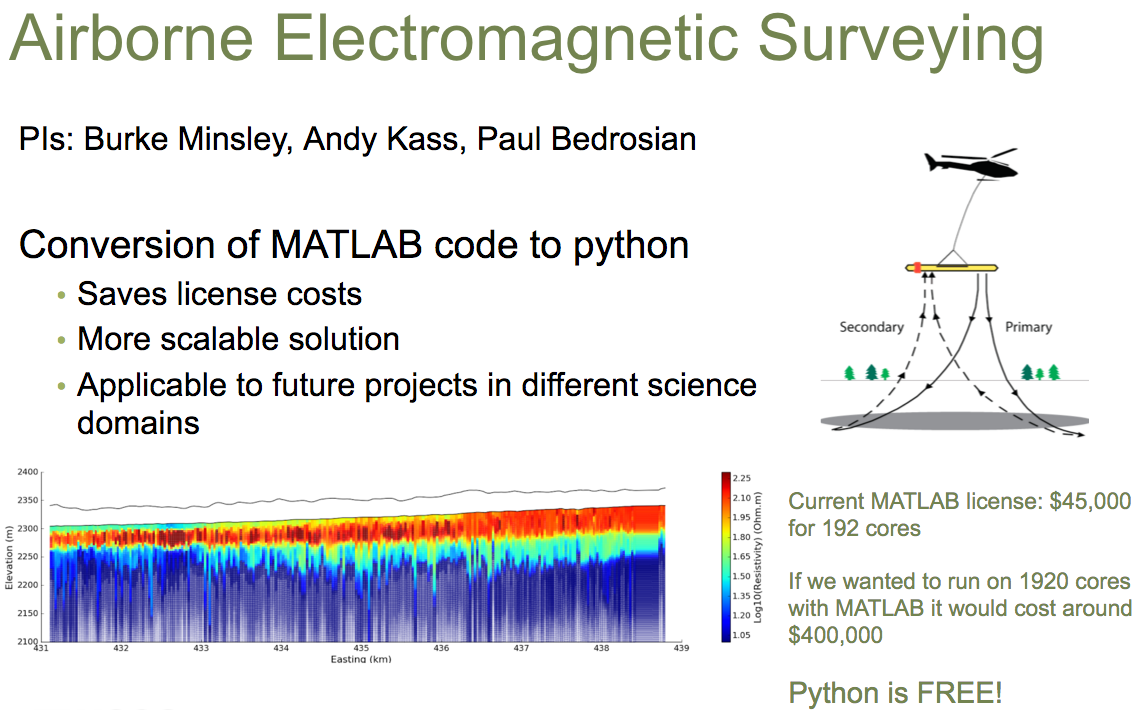 Airborne Electromagnetic Surveying
PIs: Burke Minsley, Andy Kass, Paul Bedrosian
Conversion of MATLAB code to python
• Saves license costs
• More scalable solution
• Applicable to future projects in different science
domains
Secondary
Primary
2400
2350
2300
2250
2200
2150
2100
Elevation (m)
431
432
433
434
435
436
437
438
439
Easting (km)
2.25
2.10
1.95
1.80
1.65
1.50
1.35
1.20
1.05
Log10(Resistivity) (Ohm.m)
Current MATLAB license: $45,000
for 192 cores
If we wanted to run on 1920 cores
with MATLAB it would cost around
$400,000
Python is FREE!